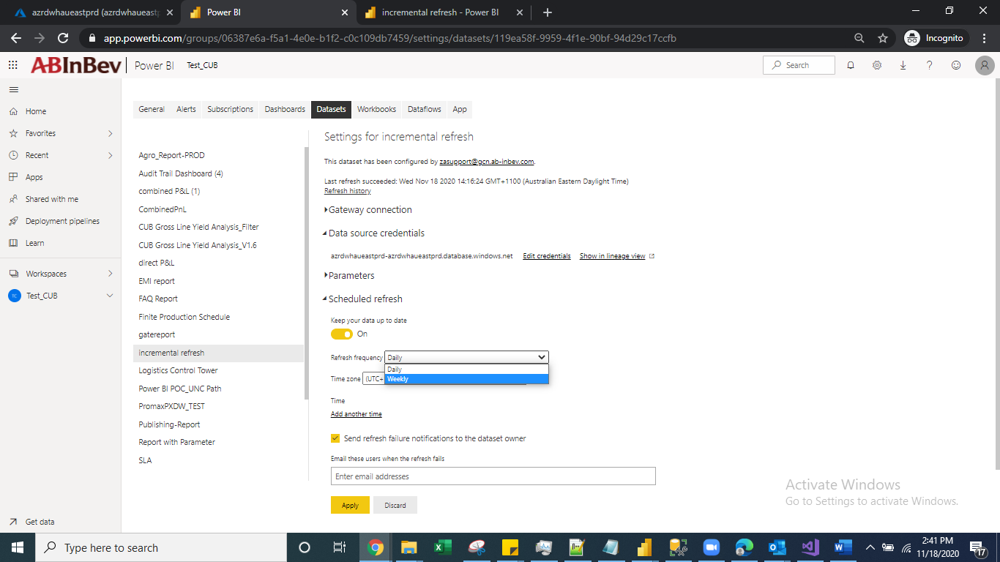 azrdwhaueastprd (azrdwhaueastp
Power BI
incremental refresh - Power BI
app.powerbi.com/groups/06387e6a-f5a1-4e0e-b1f2-c0c109db7459/settings/datasets/119ea58f-9959-4f1e-90bf-94d29c17ccfb
Incognito
ABInBev
Power BI
Test_CUB
Search
Home
Favorites
Recent
Apps
Shared with me
Deployment pipelines
Learn
Workspaces
TC
Test_CUB
Get data
General
Alerts
Subscriptions
Dashboards
Datasets
Workbooks
Dataflows
App
Agro_Report-PROD
Audit Trail Dashboard (4)
combined P&L (1)
CombinedPnL
CUB Gross Line Yield Analysis_Filter
CUB Gross Line Yield Analysis_V1.6
direct P&L
EMI report
FAQ Report
Finite Production Schedule
gatereport
incremental refresh
Logistics Control Tower
Power BI POC_UNC Path
PromaxPXDW_TEST
Publishing-Report
Report with Parameter
SLA
Settings for incremental refresh
This dataset has been configured by zasupport@gcn.ab-inbev.com.
Last refresh succeeded: Wed Nov 18 2020 14:16:24 GMT+1100 (Australian Eastern Daylight Time)
Refresh history
Gateway connection
Data source credentials
azrdwhaueastprd-azrdwhaueastprd.database.windows.net
Edit credentials
Show in lineage view
Parameters
Scheduled refresh
Keep your data up to date
On
Refresh frequency
Daily
Daily
Weekly
Time zone
(UTC+
Time
Add another time
Send refresh failure notifications to the dataset owner
Email these users when the refresh fails
Enter email addresses
Apply
Discard
Activate Windows
Go to Settings to activate Windows.
Type here to search
2:41 PM
11/18/2020
17